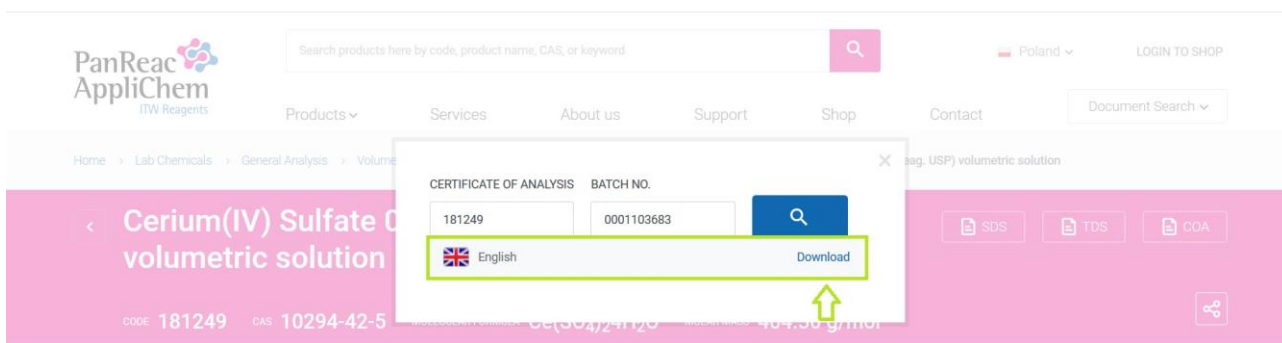 PanReac
AppliChem
ITW Reagents
Search products here by code, product name, CAS, or keyword
Poland
LOGIN TO SHOP
Products
Services
About us
Support
Shop
Contact
Document Search
Home > Lab Chemicals > General Analysis > Volume
eag. USP) volumetric solution
CERTIFICATE OF ANALYSIS
BATCH NO.
181249
0001103683
English
Download
Cerium(IV) Sulfate 0
volumetric solution
SDS
TDS
COA
CODE 181249 CAS 10294-42-5 Ce(SO₄)₂4H₂O 404.30 g/mol